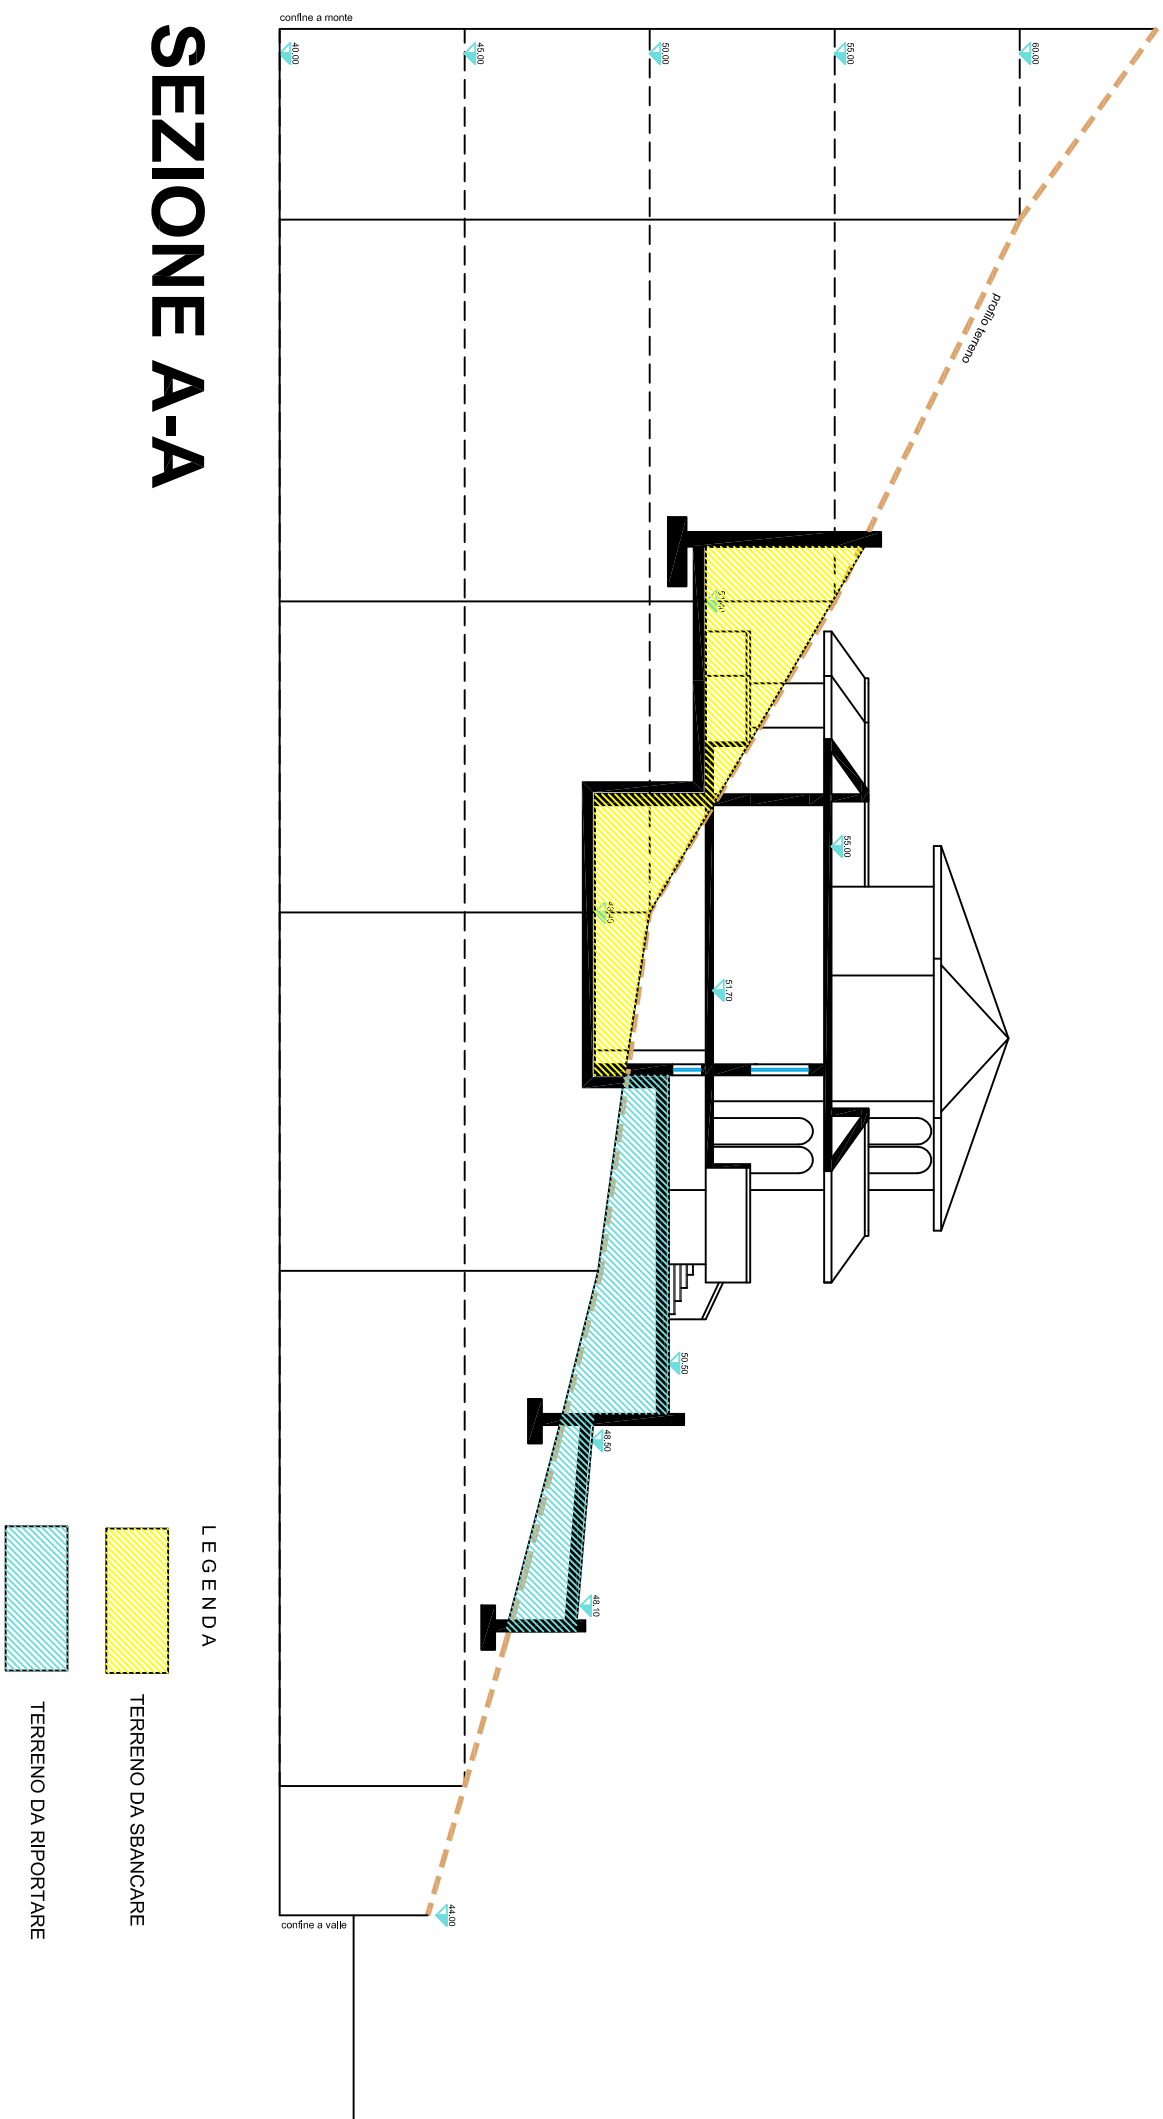 SEZIONE A-A
confine a monte
60.00
55.00
50.00
45.00
40.00
profilo terreno
55.00
51.70
50.50
48.50
48.10
44.00
confine a valle
LEGENDA
TERRENO DA SBANCARE
TERRENO DA RIPORTARE